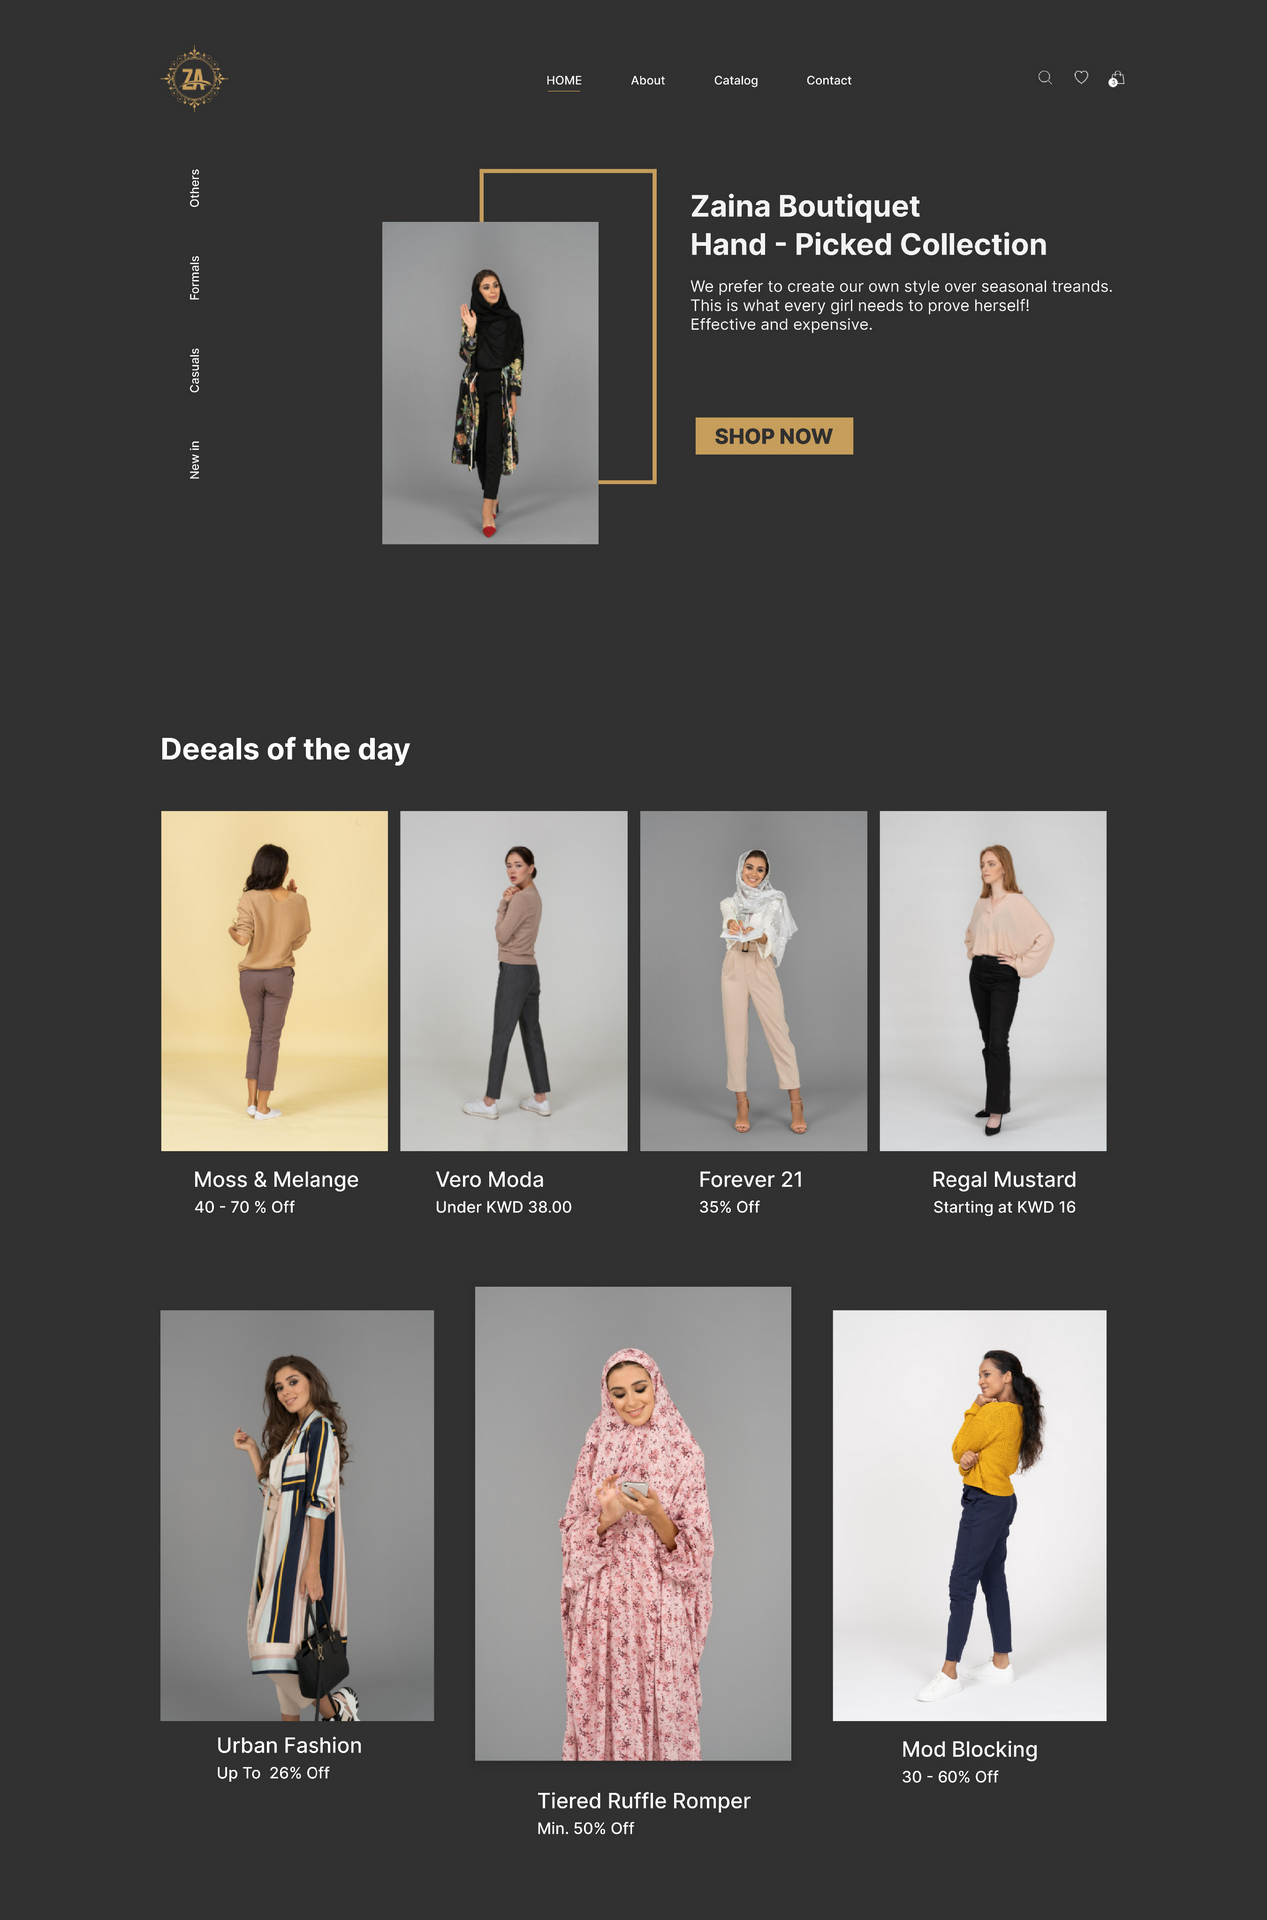 ZA
HOME
About
Catalog
Contact
3
Others
Formals
Casuals
New in
Zaina Boutiquet
Hand - Picked Collection
We prefer to create our own style over seasonal treands.
This is what every girl needs to prove herself!
Effective and expensive.
SHOP NOW
Deeals of the day
Moss & Melange
40 - 70 % Off
Vero Moda
Under KWD 38.00
Forever 21
35% Off
Regal Mustard
Starting at KWD 16
Urban Fashion
Up To  26% Off
Tiered Ruffle Romper
Min. 50% Off
Mod Blocking
30 - 60% Off